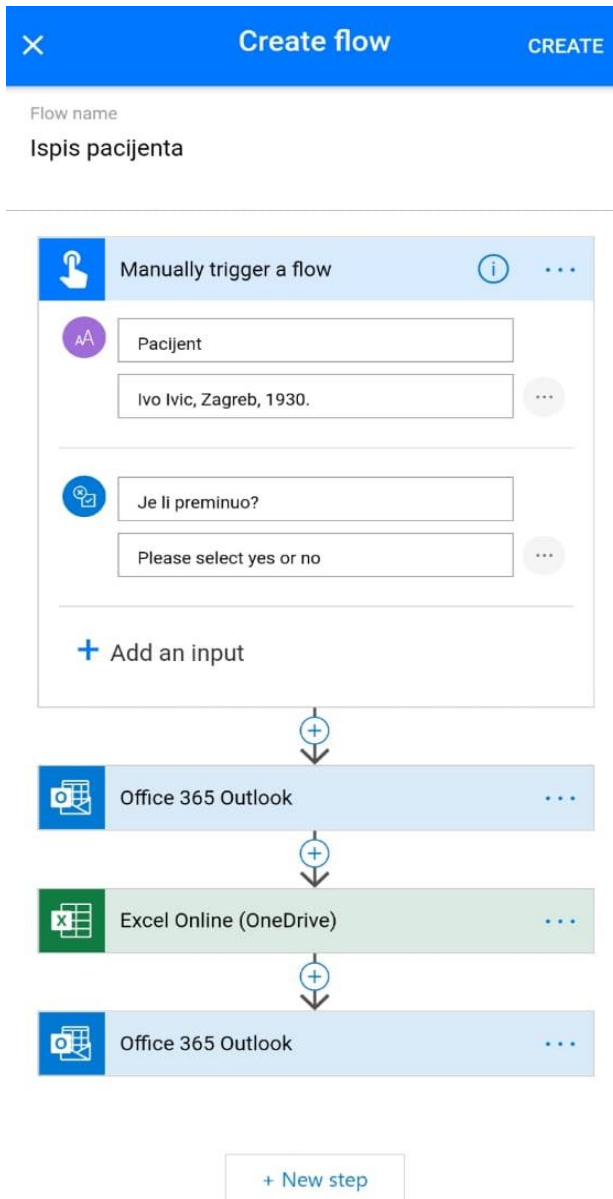 Create flow
CREATE
Flow name
Ispis pacijenta
Manually trigger a flow
Pacijent
Ivo Ivic, Zagreb, 1930.
Je li preminuo?
Please select yes or no
+ Add an input
Office 365 Outlook
Excel Online (OneDrive)
Office 365 Outlook
+ New step